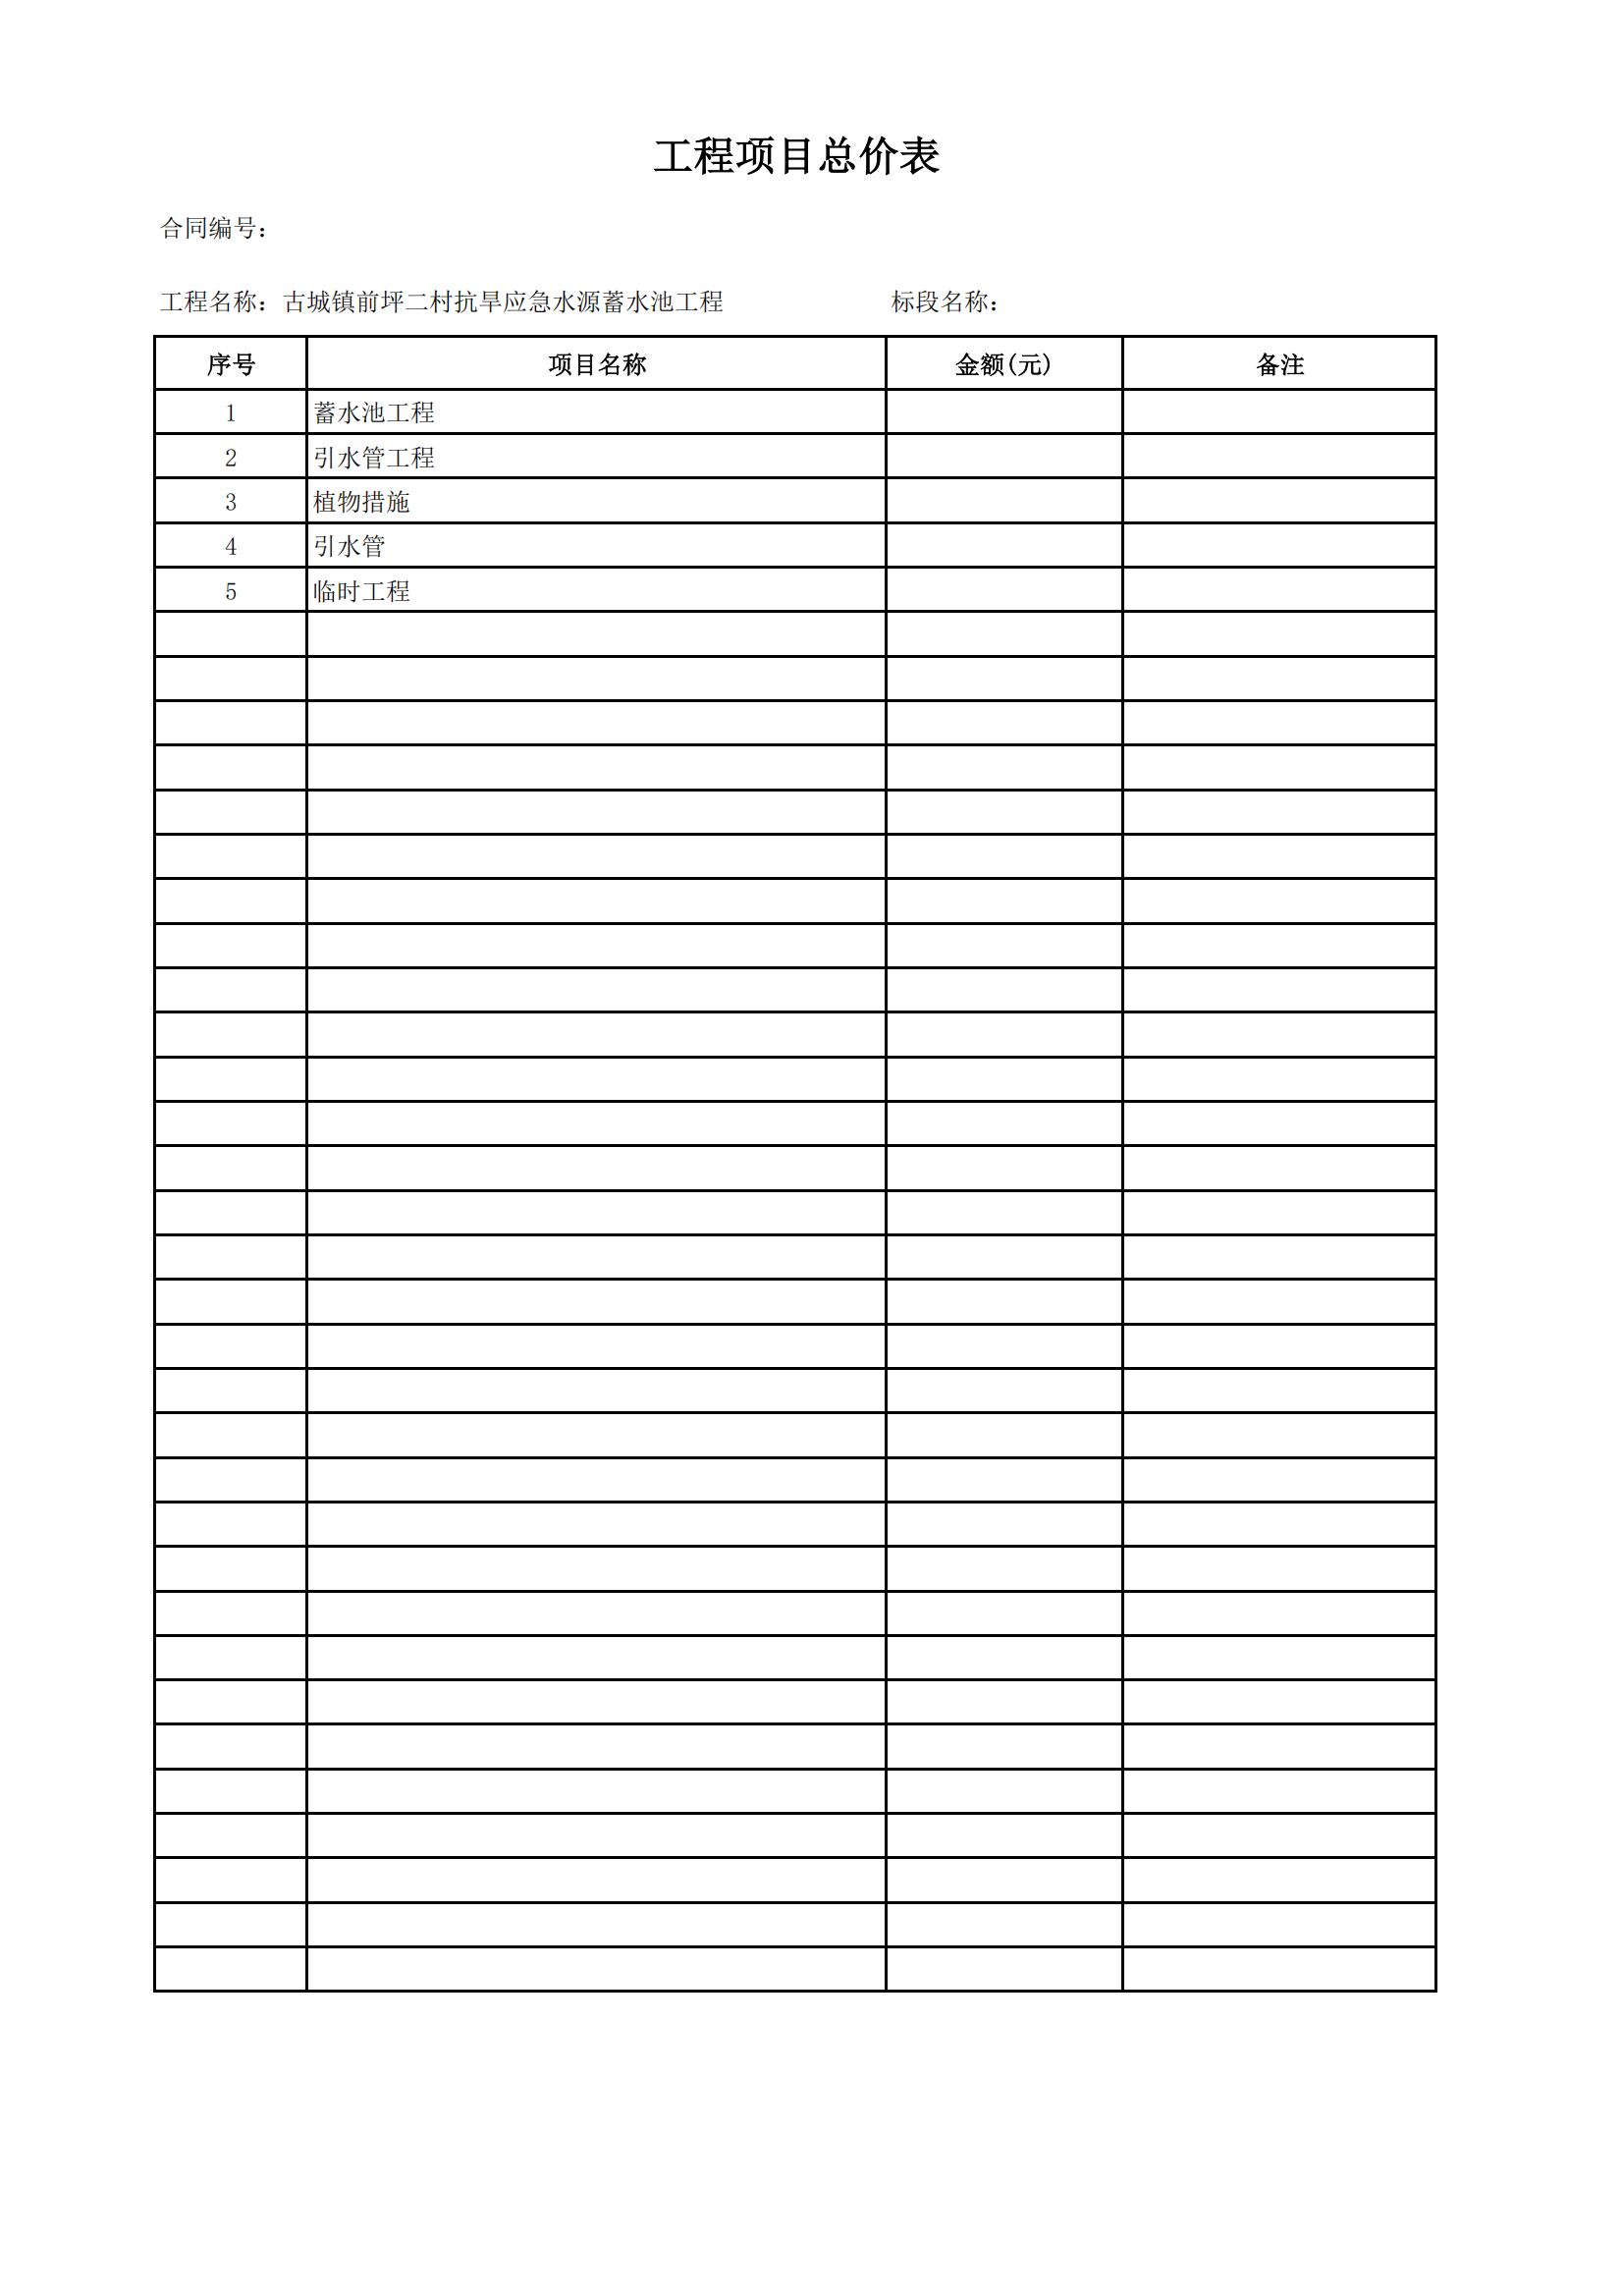 工程项目总价表
合同编号：
工程名称：古城镇前坪二村抗旱应急水源蓄水池工程 标段名称：
序号 项目名称 金额(元) 备注
1 蓄水池工程
2 引水管工程
3 植物措施
4 引水管
5 临时工程